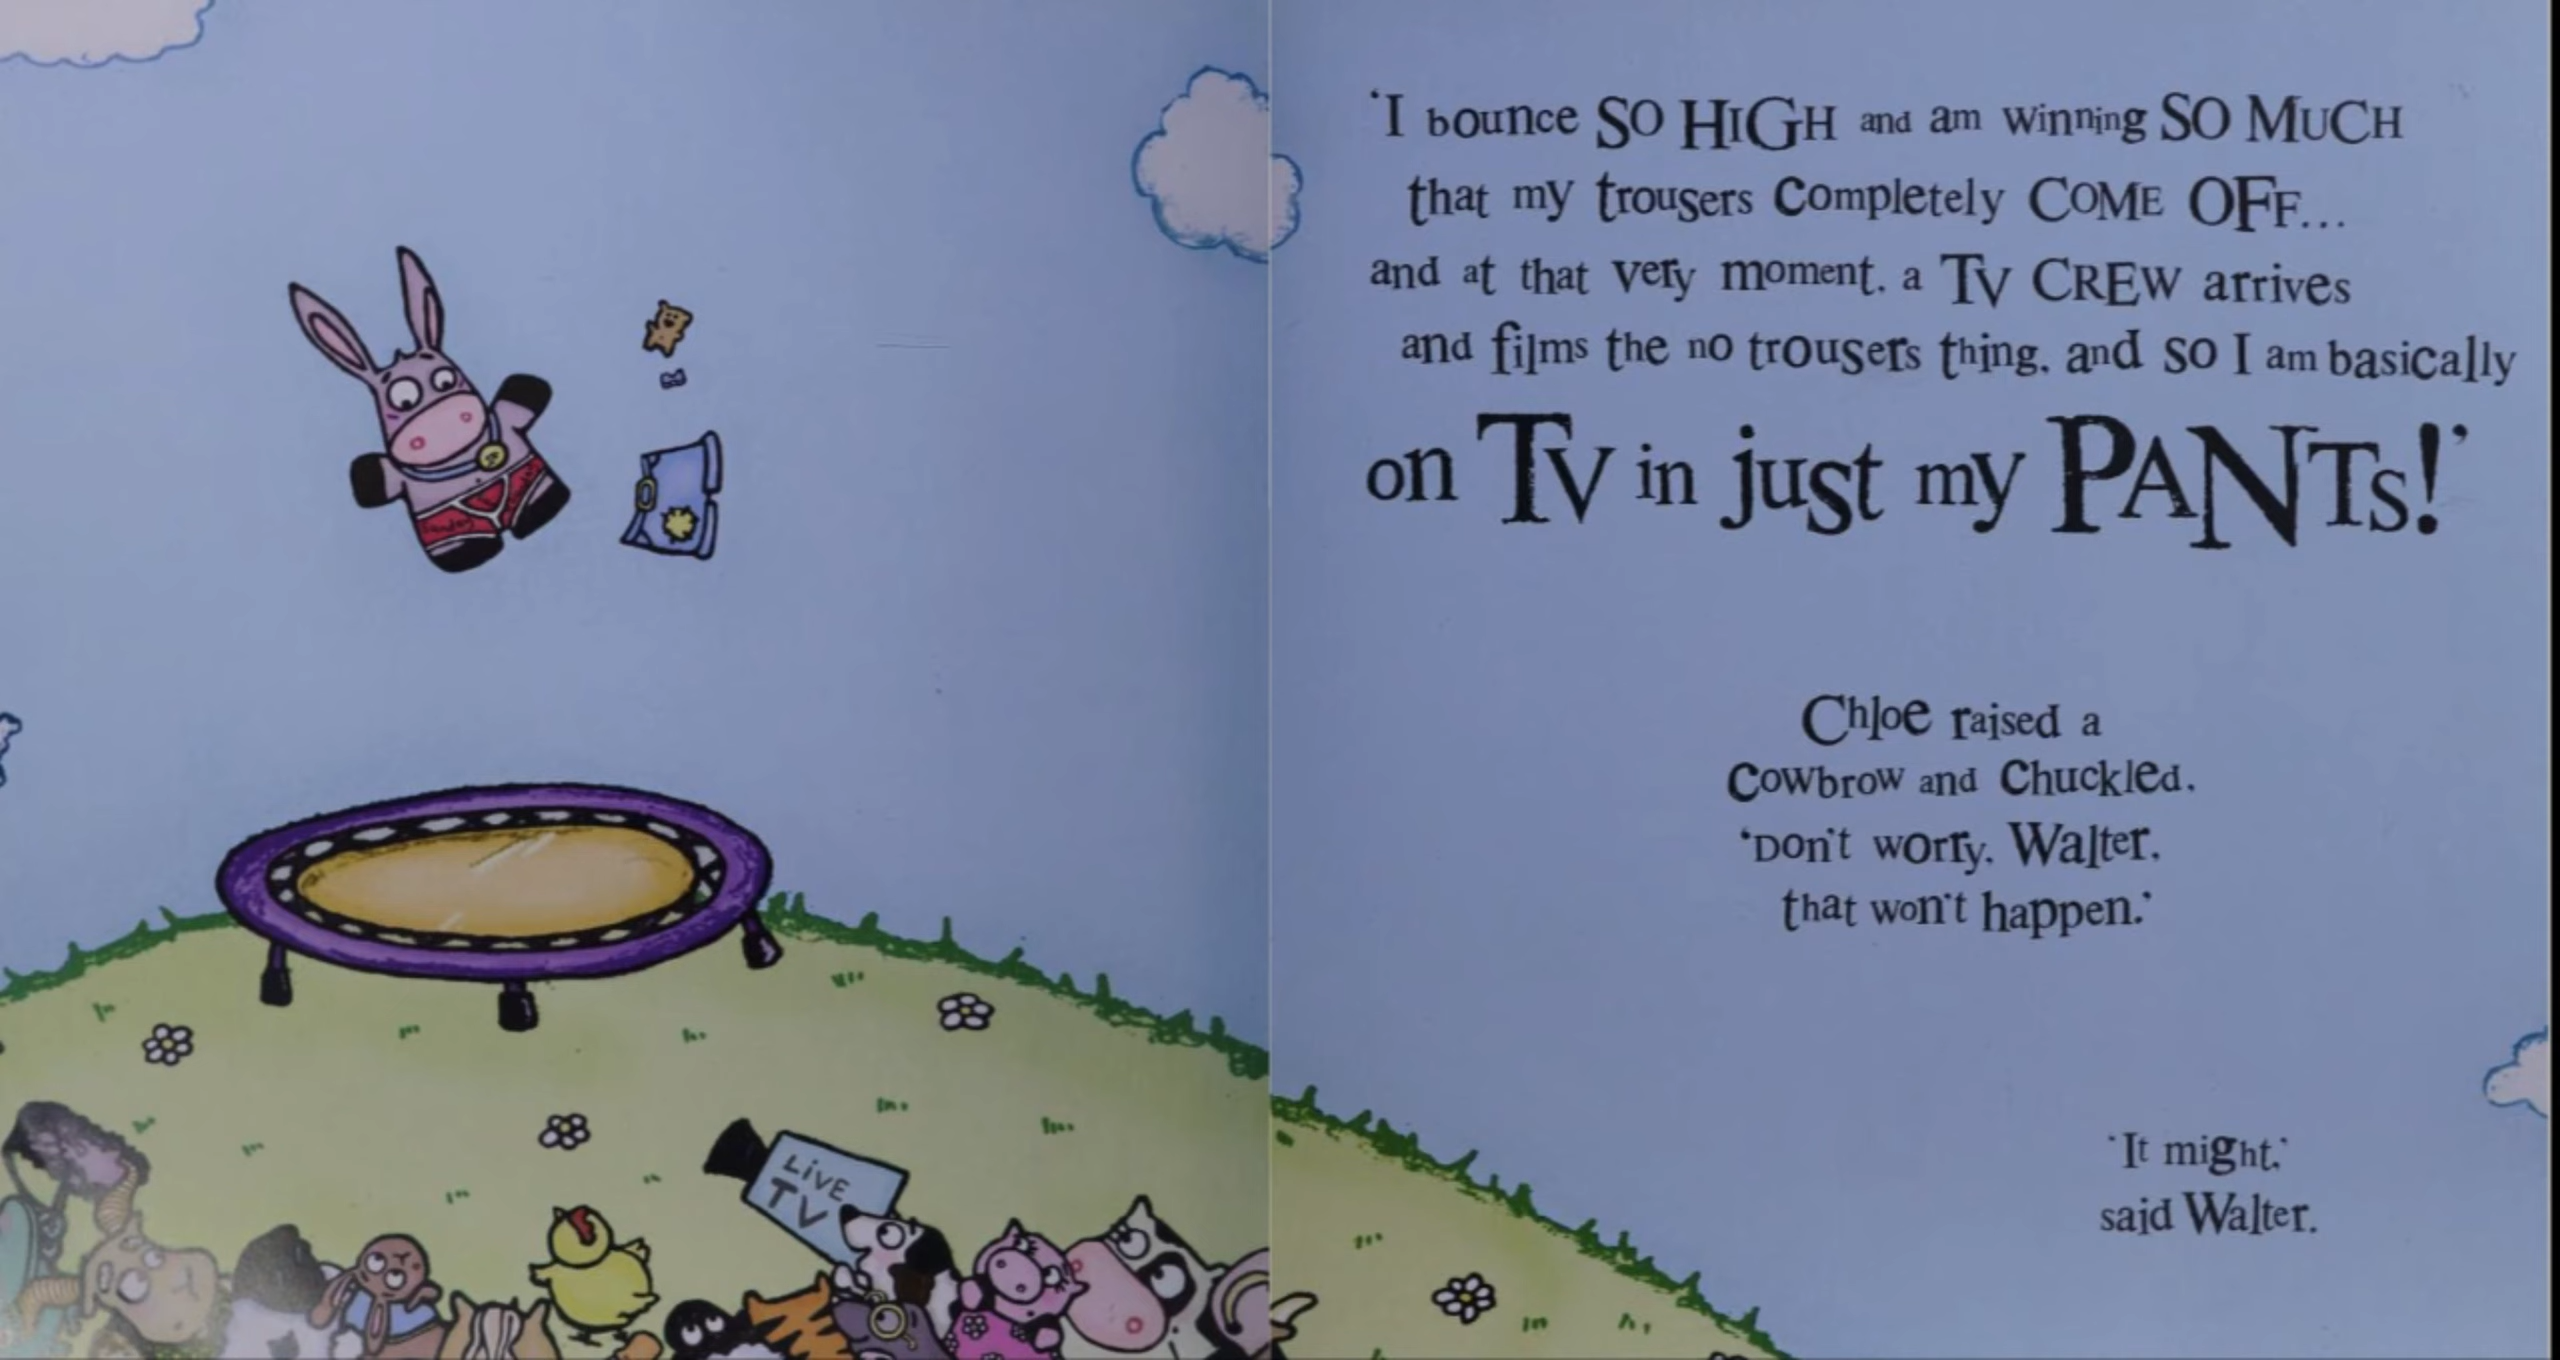 LIVE
TV
'I bounce SO HIGH and am winning SO MUCH
that my trousers completely COME OFF...
and at that very moment, a TV CREW arrives
and films the no trousers thing, and so I am basically
on TV in just my PANTS!'
Chloe raised a
cowbrow and chuckled.
'Don't worry, Walter,
that won't happen.'
'It might,'
said Walter.